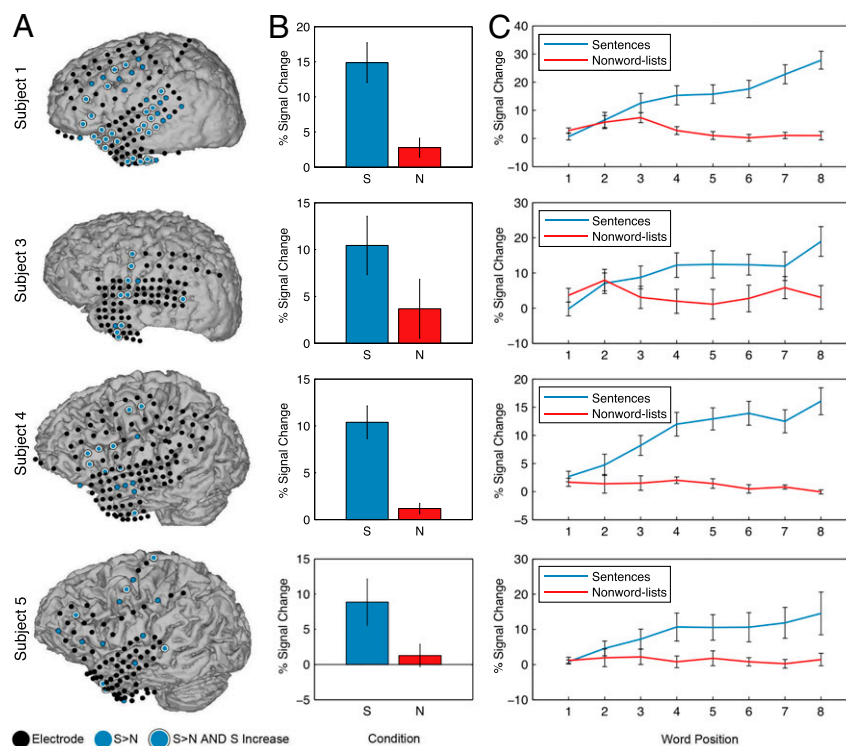 A
B
C
Subject 1
% Signal Change
20
15
10
5
0
S
N
% Signal Change
40
30
20
10
0
−10
Sentences
Nonword-lists
1 2 3 4 5 6 7 8
Subject 3
% Signal Change
15
10
5
0
S
N
% Signal Change
30
20
10
0
−10
Sentences
Nonword-lists
1 2 3 4 5 6 7 8
Subject 4
% Signal Change
15
10
5
0
S
N
% Signal Change
20
15
10
5
0
−5
Sentences
Nonword-lists
1 2 3 4 5 6 7 8
Subject 5
% Signal Change
15
10
5
0
−5
S
N
% Signal Change
30
20
10
0
−10
Sentences
Nonword-lists
1 2 3 4 5 6 7 8
Electrode S>N S>N AND S Increase
Condition
Word Position